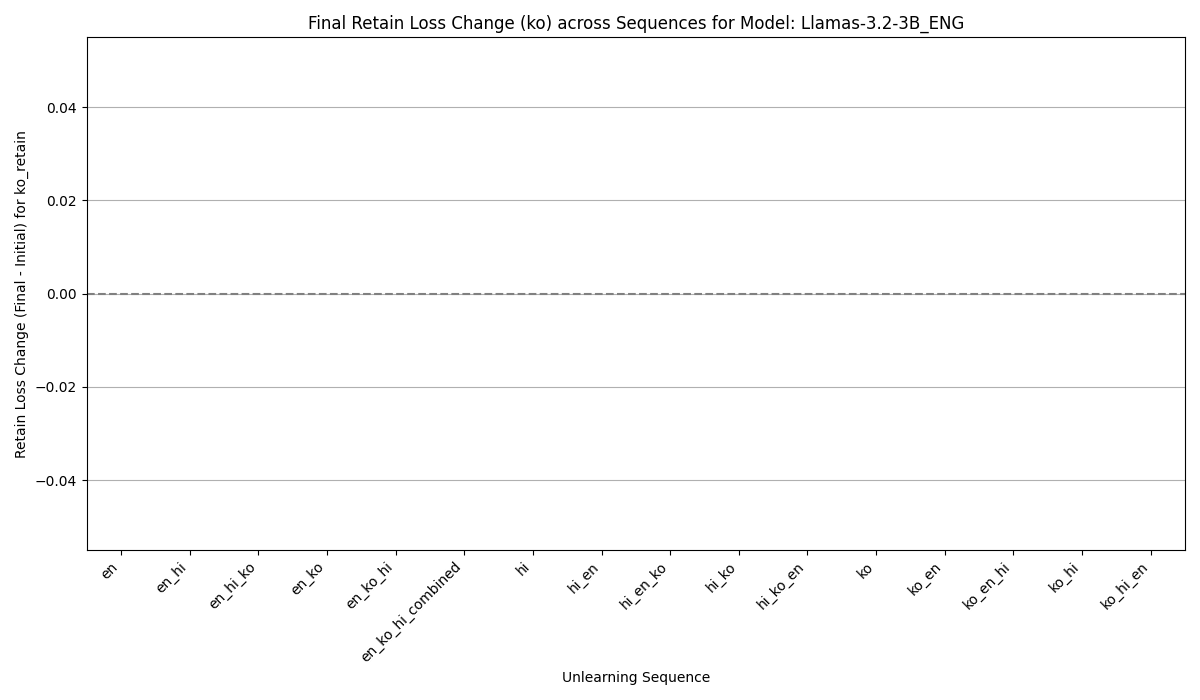 Final Retain Loss Change (ko) across Sequences for Model: Llamas-3.2-3B_ENG
Retain Loss Change (Final - Initial) for ko_retain
0.04
0.02
0.00
−0.02
−0.04
en
en_hi
en_hi_ko
en_ko
en_ko_hi
en_ko_hi_combined
hi
hi_en
hi_en_ko
hi_ko
hi_ko_en
ko
ko_en
ko_en_hi
ko_hi
ko_hi_en
Unlearning Sequence